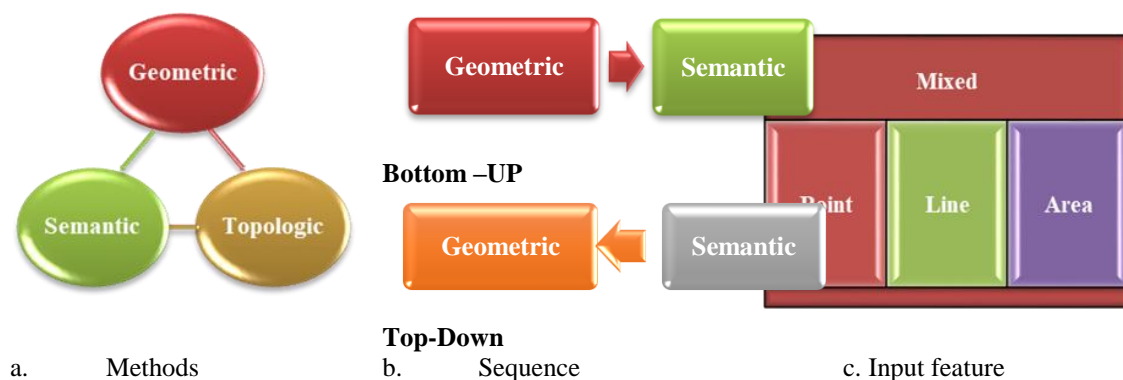 Geometric
Semantic
Topologic
Geometric
Semantic
Bottom –UP
Geometric
Semantic
Top-Down
Mixed
Point
Line
Area
a. Methods
b. Sequence
c. Input feature